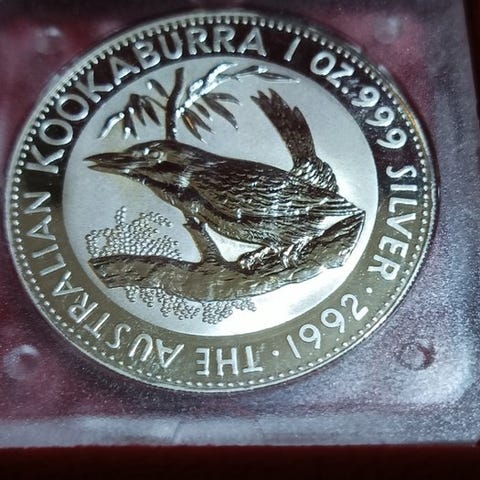 THE AUSTRALIAN KOOKABURRA 1 OZ. 999 SILVER · 1992 ·